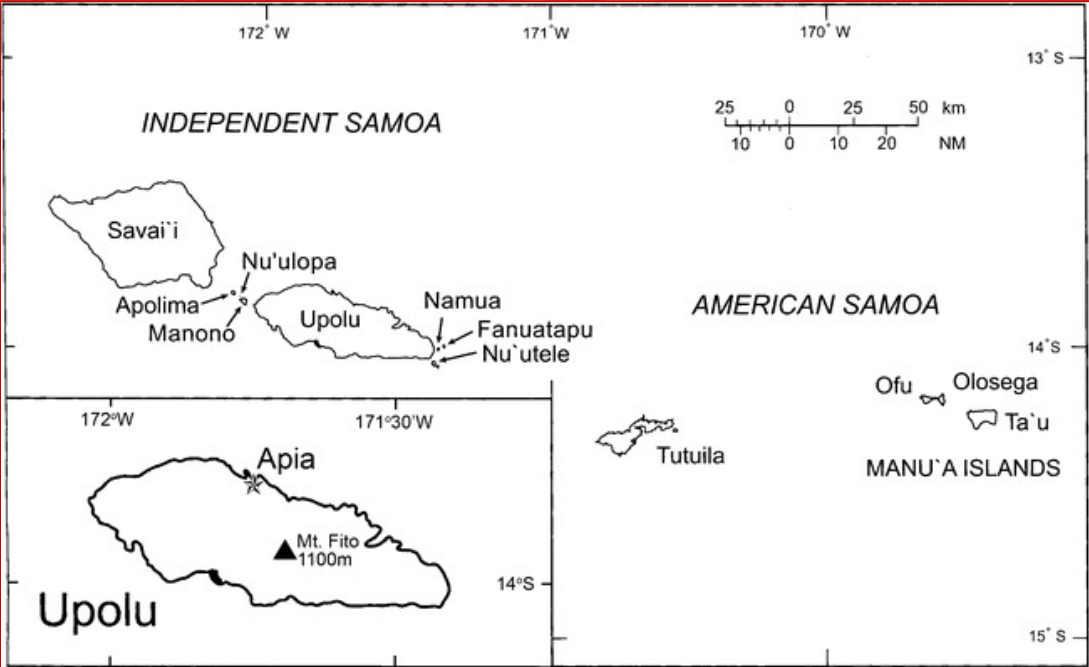 172° W
171° W
170° W
13° S
25 0 25 50 km
10 0 10 20 NM
INDEPENDENT SAMOA
Savai`i
Nu'ulopa
Apolima
Manono
Upolu
Namua
Fanuatapu
Nu`utele
AMERICAN SAMOA
14° S
Ofu
Olosega
Ta`u
Tutuila
MANU`A ISLANDS
172°W
171°30'W
Apia
Mt. Fito
1100m
14°S
Upolu
15° S